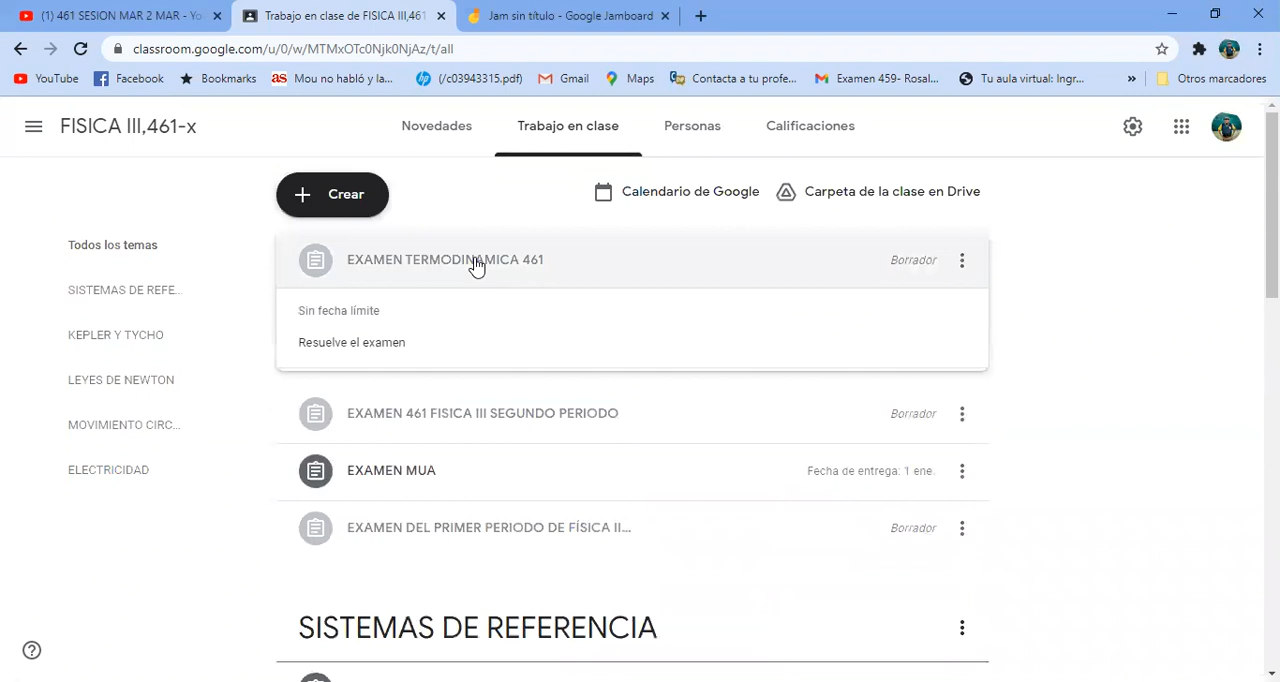 (1) 461 SESION MAR 2 MAR - Yo
Trabajo en clase de FISICA III,461
Jam sin título - Google Jamboard
classroom.google.com/u/0/w/MTMxOTc0Njk0NjAz/t/all
YouTube
Facebook
Bookmarks
as Mou no habló y la...
hp (/c03943315.pdf)
Gmail
Maps
Contacta a tu profe...
Examen 459- Rosal...
Tu aula virtual: Ingr...
»
Otros marcadores
FISICA III,461-x
Novedades
Trabajo en clase
Personas
Calificaciones
+ Crear
Calendario de Google
Carpeta de la clase en Drive
Todos los temas
SISTEMAS DE REFE...
KEPLER Y TYCHO
LEYES DE NEWTON
MOVIMIENTO CIRC...
ELECTRICIDAD
EXAMEN TERMODINAMICA 461
Borrador
Sin fecha límite
Resuelve el examen
EXAMEN 461 FISICA III SEGUNDO PERIODO
Borrador
EXAMEN MUA
Fecha de entrega: 1 ene.
EXAMEN DEL PRIMER PERIODO DE FÍSICA II...
Borrador
SISTEMAS DE REFERENCIA